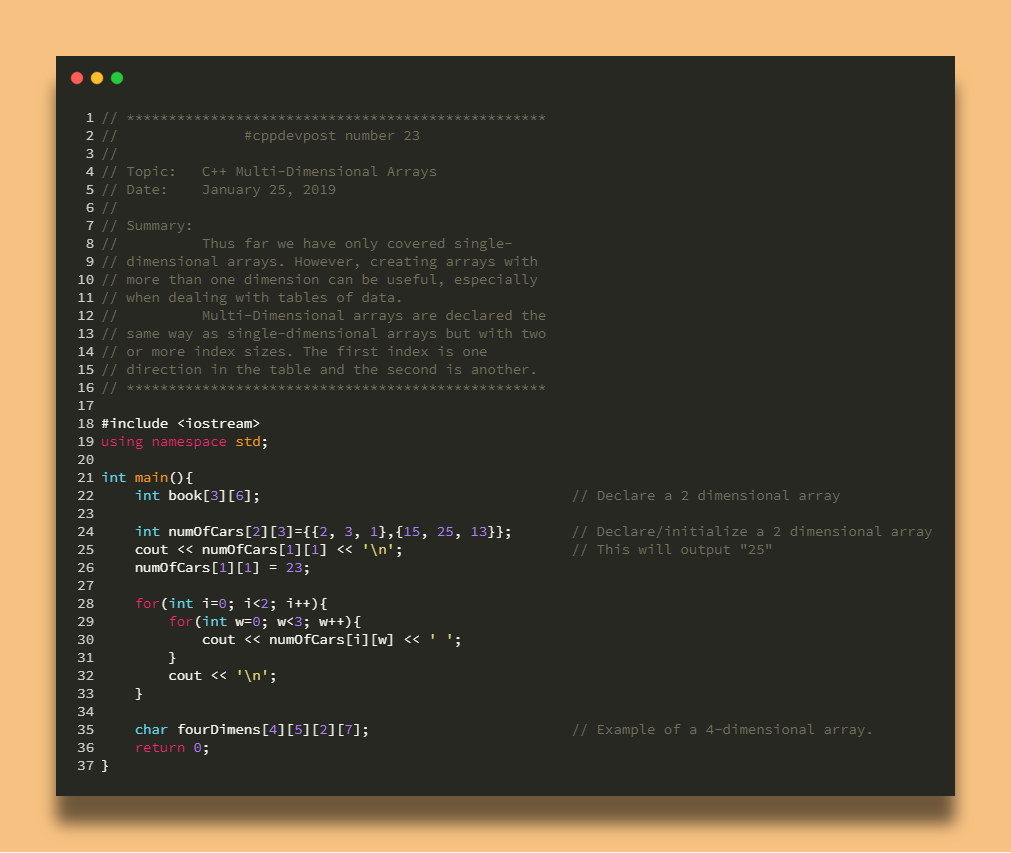 1 // **************************************************
2 //               #cppdevpost number 23
3 //
4 // Topic:   C++ Multi-Dimensional Arrays
5 // Date:    January 25, 2019
6 //
7 // Summary:
8 //          Thus far we have only covered single-
9 // dimensional arrays. However, creating arrays with
10 // more than one dimension can be useful, especially
11 // when dealing with tables of data.
12 //          Multi-Dimensional arrays are declared the
13 // same way as single-dimensional arrays but with two
14 // or more index sizes. The first index is one
15 // direction in the table and the second is another.
16 // **************************************************
17
18 #include <iostream>
19 using namespace std;
20
21 int main(){
22     int book[3][6];                                     // Declare a 2 dimensional array
23
24     int numOfCars[2][3]={{2, 3, 1},{15, 25, 13}};       // Declare/initialize a 2 dimensional array
25     cout << numOfCars[1][1] << '\n';                    // This will output "25"
26     numOfCars[1][1] = 23;
27
28     for(int i=0; i<2; i++){
29         for(int w=0; w<3; w++){
30             cout << numOfCars[i][w] << ' ';
31         }
32         cout << '\n';
33     }
34
35     char fourDimens[4][5][2][7];                        // Example of a 4-dimensional array.
36     return 0;
37 }